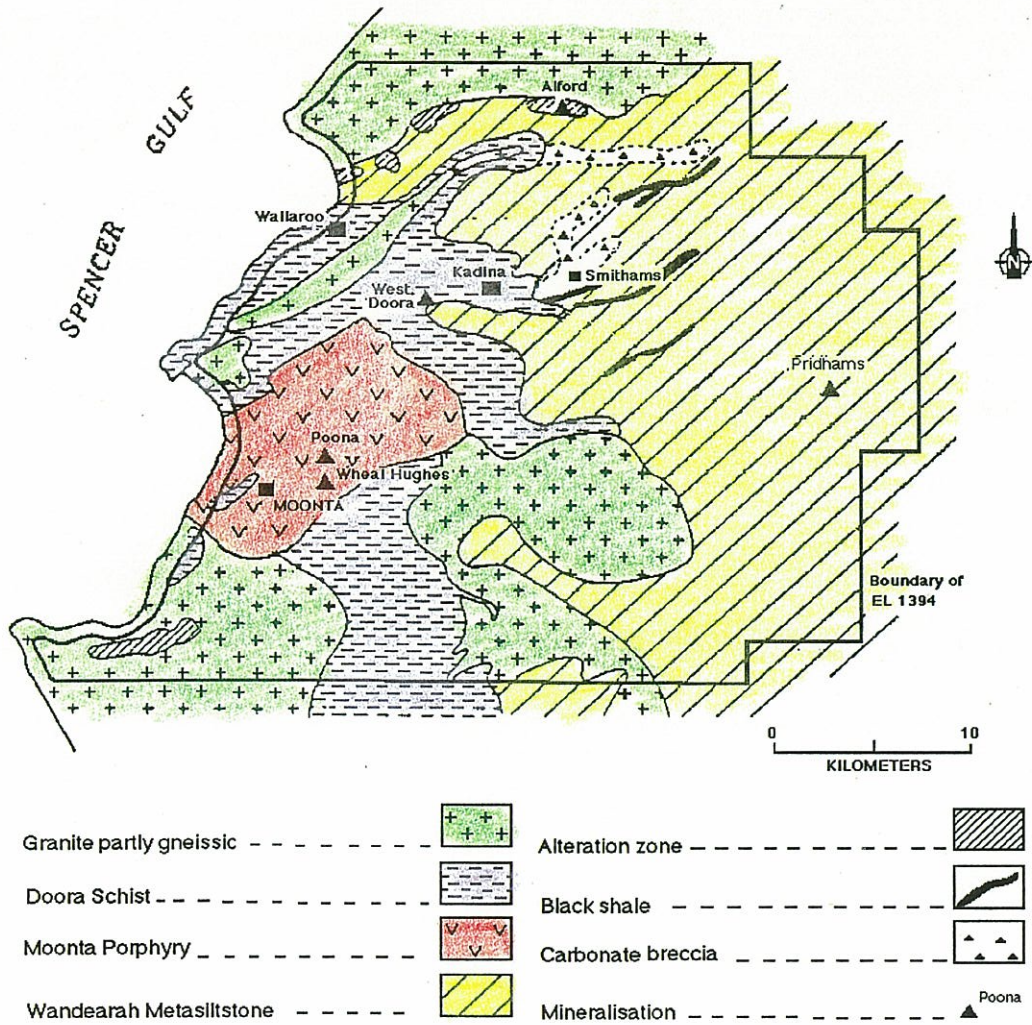 SPENCER GULF
Alford
Wallaroo
Kadina
West.
Doora
Smithams
Pridhams
Poona
Wheal Hughes
MOONTA
N
Boundary of
EL 1394
0 10
KILOMETERS
Granite partly gneissic
Doora Schist
Moonta Porphyry
Wandearah Metasiltstone
Alteration zone
Black shale
Carbonate breccia
Mineralisation Poona